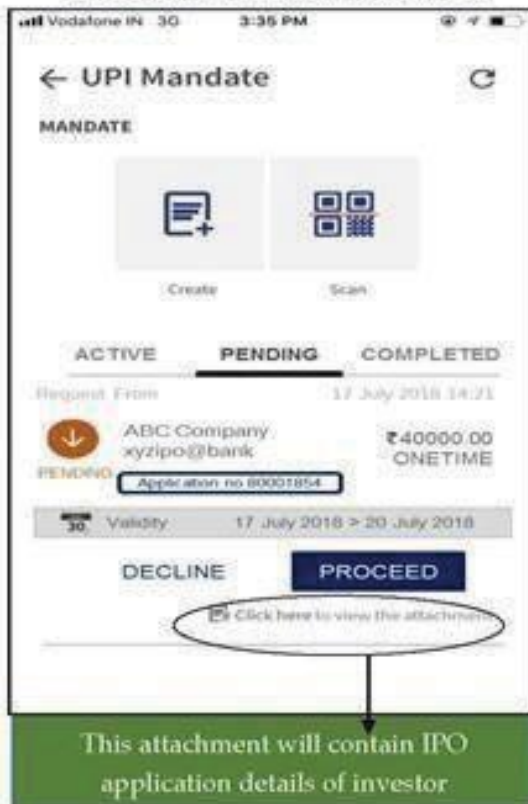 Vodafone IN 3G 3:35 PM
← UPI Mandate
MANDATE
Create Scan
ACTIVE PENDING COMPLETED
Request From 17 July 2018 14:21
ABC Company ₹40000.00
xyzipo@bank ONETIME
PENDING
Application no 80001854
30 Validity 17 July 2018 > 20 July 2018
DECLINE PROCEED
Click here to view the attachment
This attachment will contain IPO
application details of investor